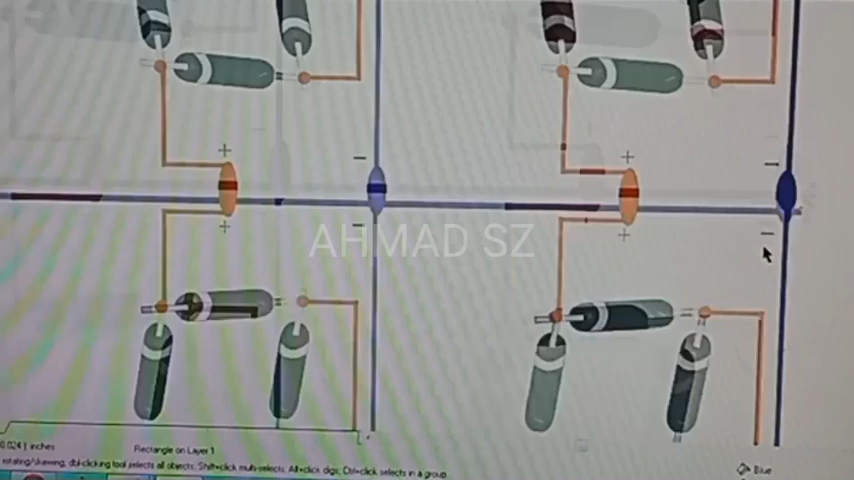 +
−
+
−
+
−
+
−
AHMAD SZ
0.024 ) inches
Rectangle on Layer 1
rotating/skewing; dbl-clicking tool selects all objects; Shift+click multi-selects; Alt+click digs; Ctrl+click selects in a group
Blue